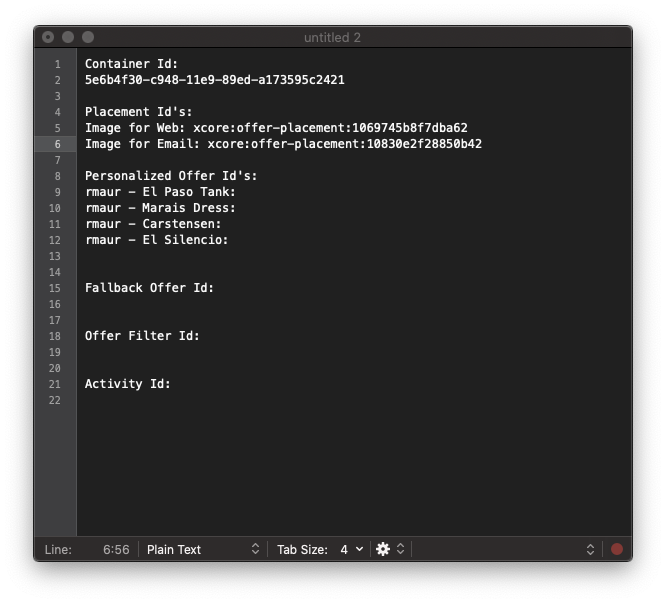 untitled 2
1 Container Id:
2 5e6b4f30-c948-11e9-89ed-a173595c2421
3
4 Placement Id's:
5 Image for Web: xcore:offer-placement:1069745b8f7dba62
6 Image for Email: xcore:offer-placement:10830e2f28850b42
7
8 Personalized Offer Id's:
9 rmaur - El Paso Tank:
10 rmaur - Marais Dress:
11 rmaur - Carstensen:
12 rmaur - El Silencio:
13
14
15 Fallback Offer Id:
16
17
18 Offer Filter Id:
19
20
21 Activity Id:
22
Line: 6:56 Plain Text Tab Size: 4